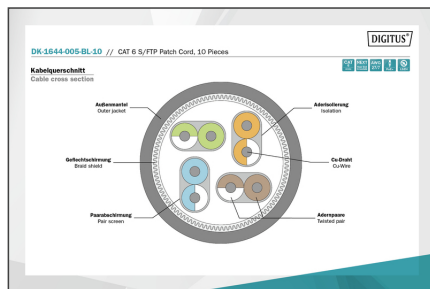 DIGITUS®
DK-1644-005-BL-10 // CAT 6 S/FTP Patch Cord, 10 Pieces
Kabelquerschnitt
Cable cross section
Außenmantel
Outer jacket
Aderisolierung
Isolation
Geflechtschirmung
Braid shield
Cu-Draht
Cu-Wire
Paarabschirmung
Pair screen
Adernpaare
Twisted pair